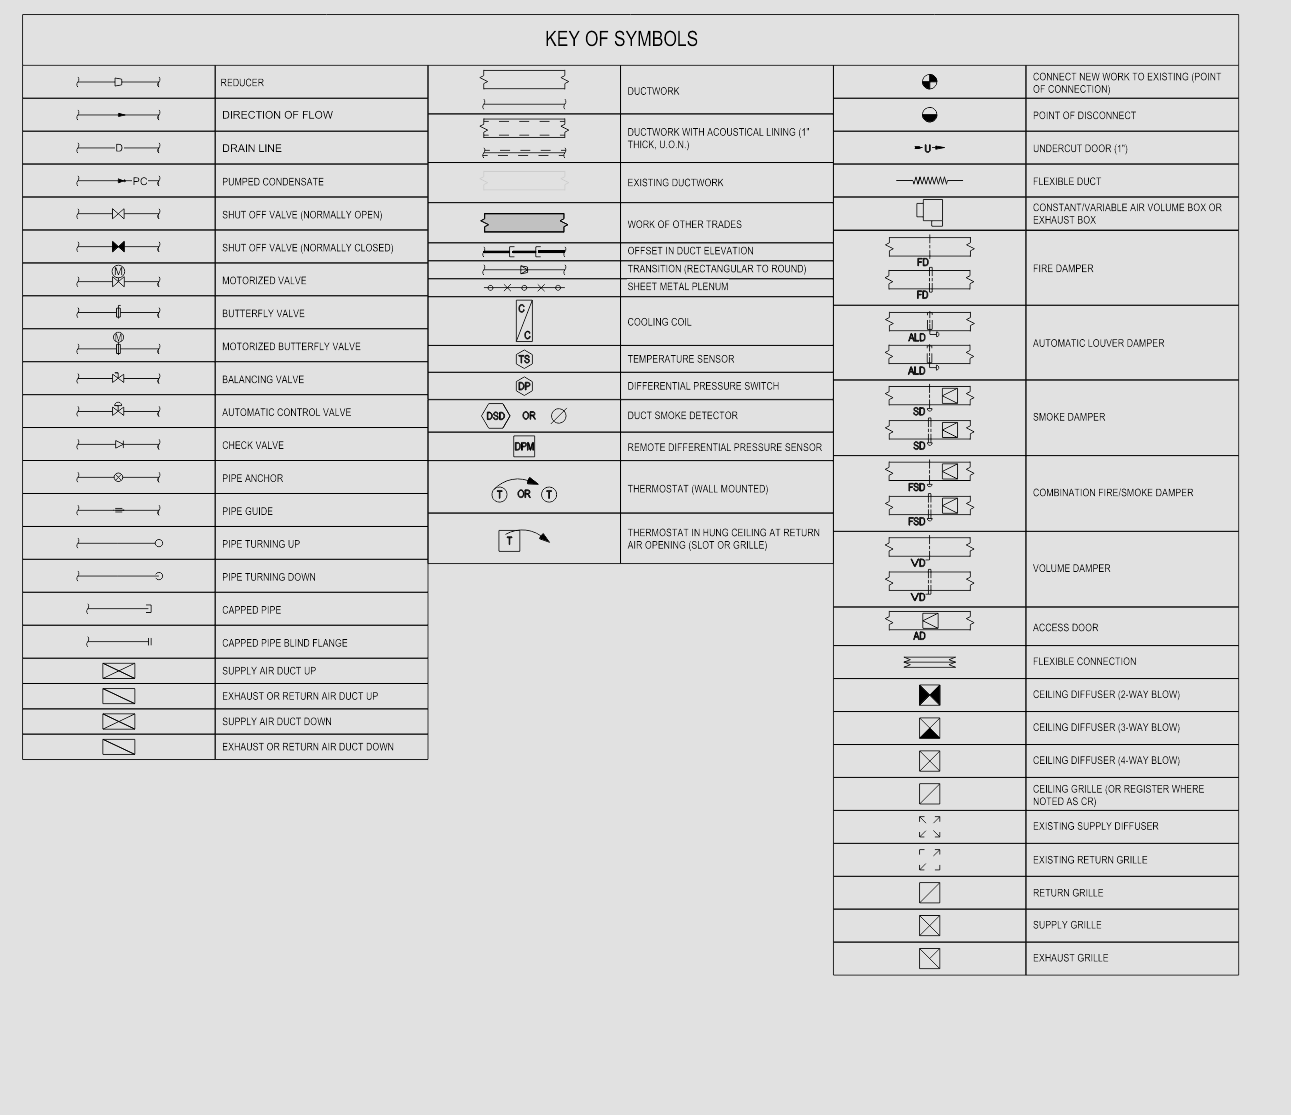 KEY OF SYMBOLS
D
REDUCER
DIRECTION OF FLOW
D
DRAIN LINE
PC
PUMPED CONDENSATE
SHUT OFF VALVE (NORMALLY OPEN)
SHUT OFF VALVE (NORMALLY CLOSED)
M
MOTORIZED VALVE
BUTTERFLY VALVE
M
MOTORIZED BUTTERFLY VALVE
BALANCING VALVE
AUTOMATIC CONTROL VALVE
CHECK VALVE
PIPE ANCHOR
PIPE GUIDE
PIPE TURNING UP
PIPE TURNING DOWN
CAPPED PIPE
CAPPED PIPE BLIND FLANGE
SUPPLY AIR DUCT UP
EXHAUST OR RETURN AIR DUCT UP
SUPPLY AIR DUCT DOWN
EXHAUST OR RETURN AIR DUCT DOWN
DUCTWORK
DUCTWORK WITH ACOUSTICAL LINING (1"
THICK, U.O.N.)
EXISTING DUCTWORK
WORK OF OTHER TRADES
OFFSET IN DUCT ELEVATION
TRANSITION (RECTANGULAR TO ROUND)
SHEET METAL PLENUM
C
C
COOLING COIL
TS
TEMPERATURE SENSOR
DP
DIFFERENTIAL PRESSURE SWITCH
DSD OR
DUCT SMOKE DETECTOR
DPM
REMOTE DIFFERENTIAL PRESSURE SENSOR
T OR T
THERMOSTAT (WALL MOUNTED)
T
THERMOSTAT IN HUNG CEILING AT RETURN
AIR OPENING (SLOT OR GRILLE)
CONNECT NEW WORK TO EXISTING (POINT
OF CONNECTION)
POINT OF DISCONNECT
U
UNDERCUT DOOR (1")
FLEXIBLE DUCT
CONSTANT/VARIABLE AIR VOLUME BOX OR
EXHAUST BOX
FD
FD
FIRE DAMPER
ALD
ALD
AUTOMATIC LOUVER DAMPER
SD
SD
SMOKE DAMPER
FSD
FSD
COMBINATION FIRE/SMOKE DAMPER
VD
VD
VOLUME DAMPER
AD
ACCESS DOOR
FLEXIBLE CONNECTION
CEILING DIFFUSER (2-WAY BLOW)
CEILING DIFFUSER (3-WAY BLOW)
CEILING DIFFUSER (4-WAY BLOW)
CEILING GRILLE (OR REGISTER WHERE
NOTED AS CR)
EXISTING SUPPLY DIFFUSER
EXISTING RETURN GRILLE
RETURN GRILLE
SUPPLY GRILLE
EXHAUST GRILLE